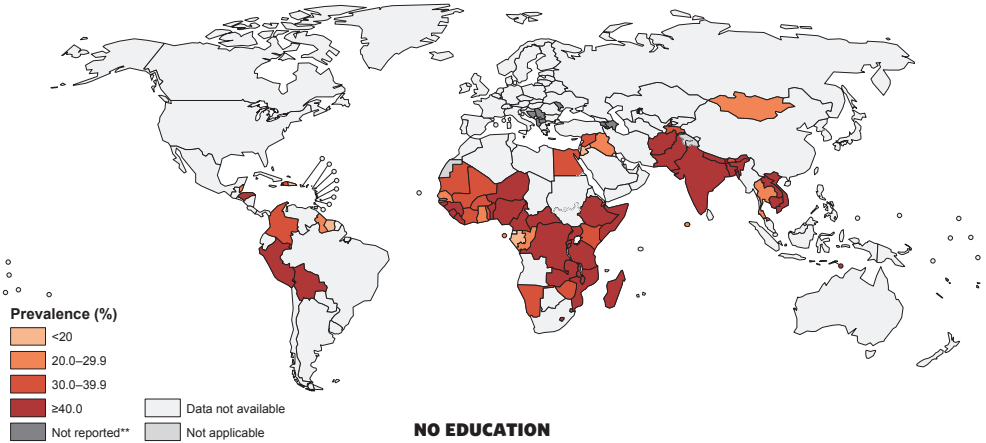 Prevalence (%)
<20
20.0–29.9
30.0–39.9
≥40.0
Data not available
Not reported**
Not applicable
NO EDUCATION